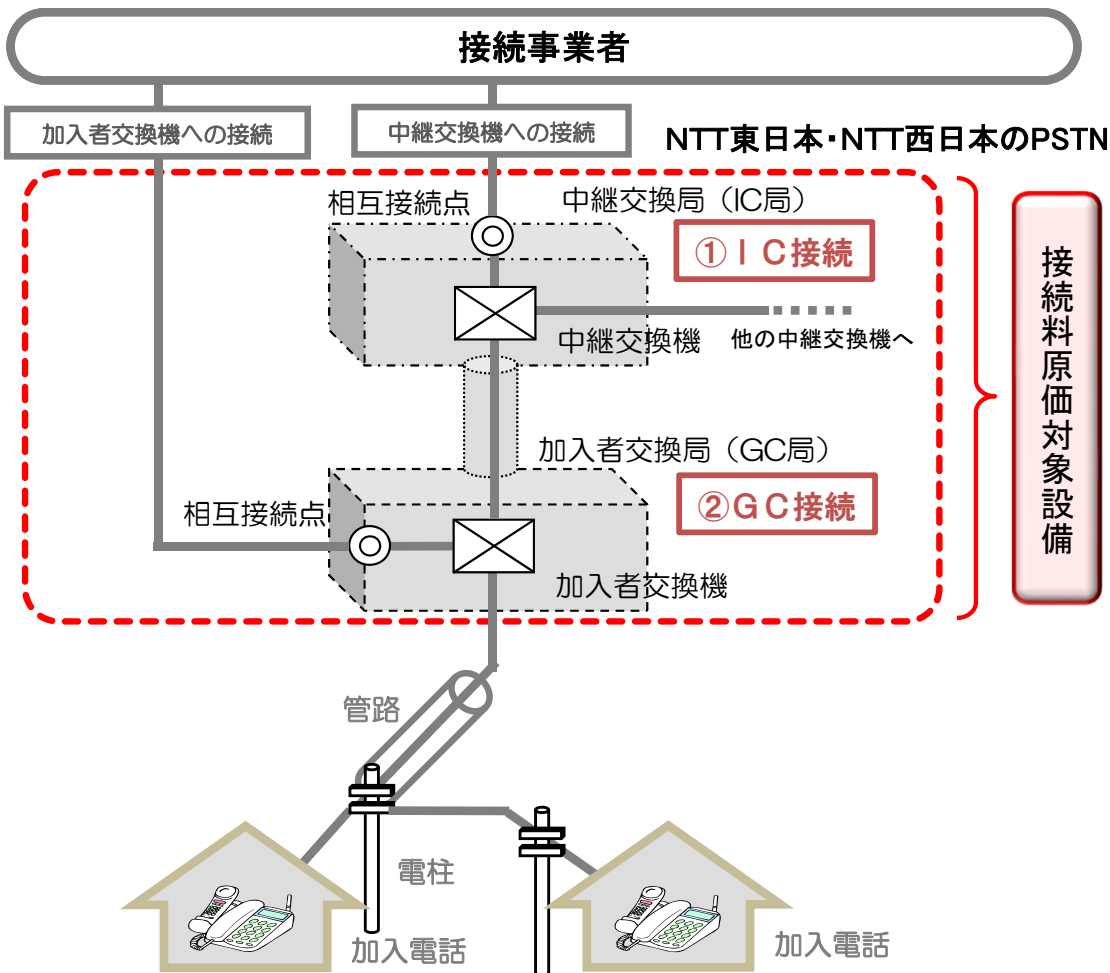 接続事業者
加入者交換機への接続
中継交換機への接続
NTT東日本・NTT西日本のPSTN
相互接続点
中継交換局（IC局）
①ＩＣ接続
中継交換機
他の中継交換機へ
接続料原価対象設備
加入者交換局（GC局）
②ＧＣ接続
相互接続点
加入者交換機
管路
電柱
加入電話
加入電話